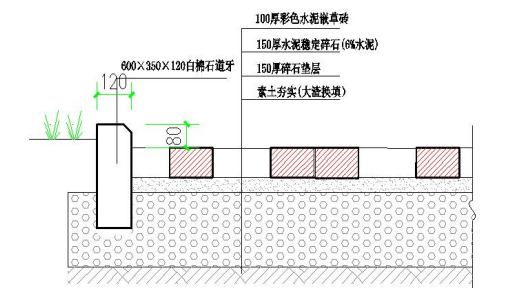 100厚彩色水泥嵌草砖
150厚水泥稳定碎石(6%水泥)
600×350×120白棉石道牙
150厚碎石垫层
120
素土夯实(大渣换填)
80